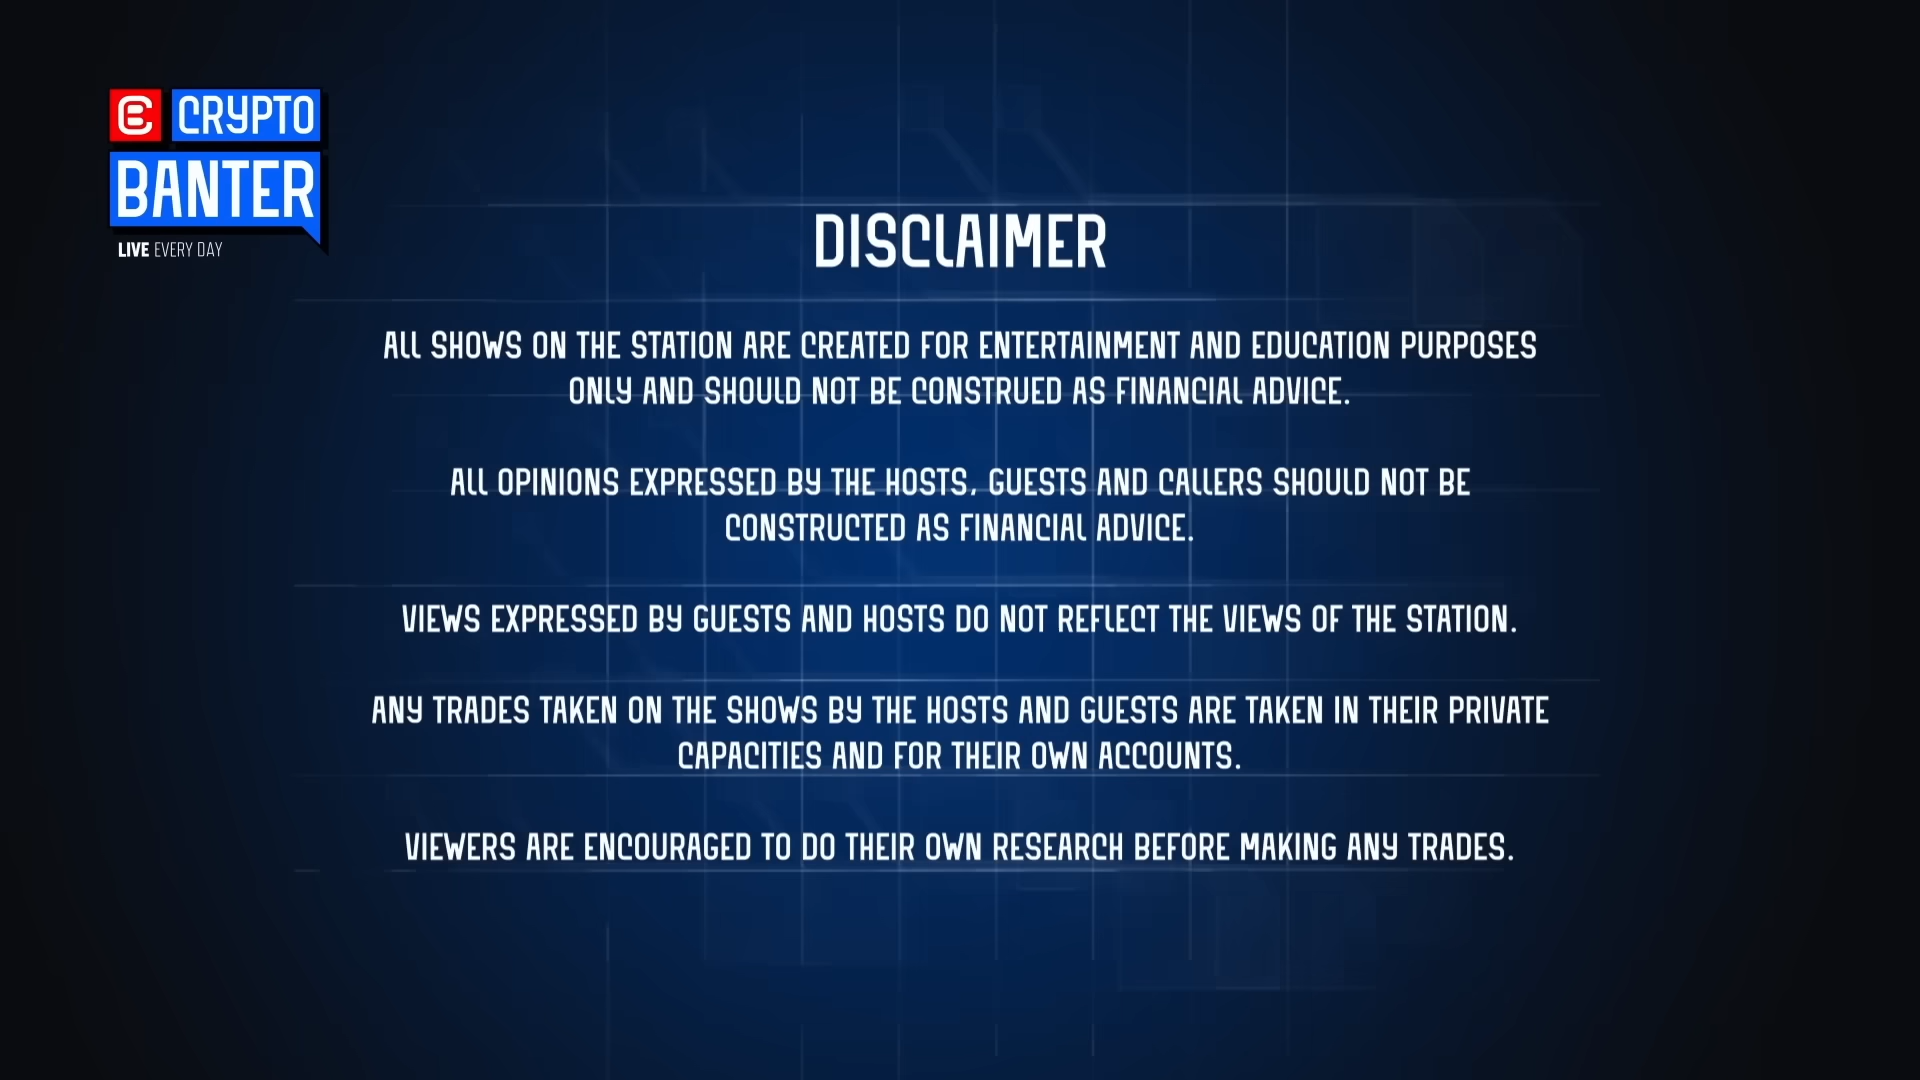 CRYPTO
BANTER
LIVE EVERY DAY
DISCLAIMER
ALL SHOWS ON THE STATION ARE CREATED FOR ENTERTAINMENT AND EDUCATION PURPOSES
ONLY AND SHOULD NOT BE CONSTRUED AS FINANCIAL ADVICE.
ALL OPINIONS EXPRESSED BY THE HOSTS, GUESTS AND CALLERS SHOULD NOT BE
CONSTRUCTED AS FINANCIAL ADVICE.
VIEWS EXPRESSED BY GUESTS AND HOSTS DO NOT REFLECT THE VIEWS OF THE STATION.
ANY TRADES TAKEN ON THE SHOWS BY THE HOSTS AND GUESTS ARE TAKEN IN THEIR PRIVATE
CAPACITIES AND FOR THEIR OWN ACCOUNTS.
VIEWERS ARE ENCOURAGED TO DO THEIR OWN RESEARCH BEFORE MAKING ANY TRADES.